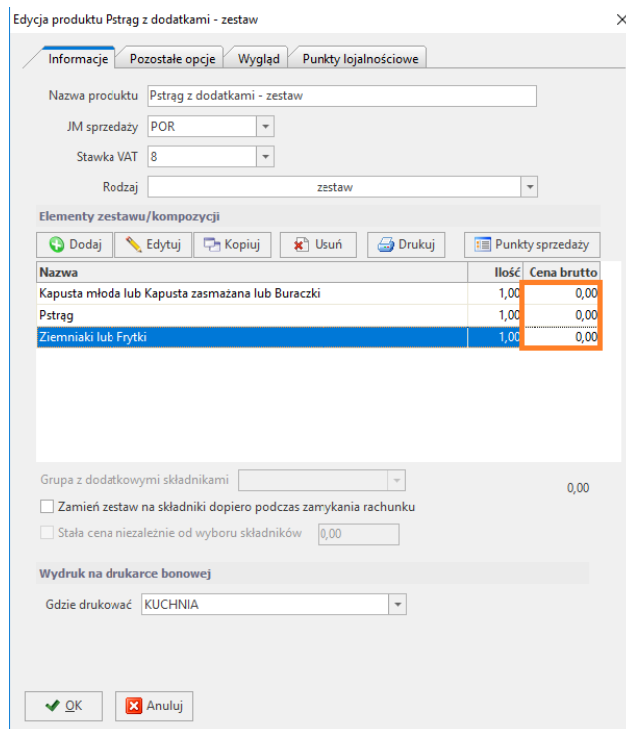 Edycja produktu Pstrąg z dodatkami - zestaw
Informacje Pozostałe opcje Wygląd Punkty lojalnościowe
Nazwa produktu Pstrąg z dodatkami - zestaw
JM sprzedaży POR
Stawka VAT 8
Rodzaj zestaw
Elementy zestawu/kompozycji
Dodaj Edytuj Kopiuj Usuń Drukuj Punkty sprzedaży
Nazwa Ilość Cena brutto
Kapusta młoda lub Kapusta zasmażana lub Buraczki 1,00 0,00
Pstrąg 1,00 0,00
Ziemniaki lub Frytki 1,00 0,00
Grupa z dodatkowymi składnikami 0,00
Zamień zestaw na składniki dopiero podczas zamykania rachunku
Stała cena niezależnie od wyboru składników 0,00
Wydruk na drukarce bonowej
Gdzie drukować KUCHNIA
OK Anuluj